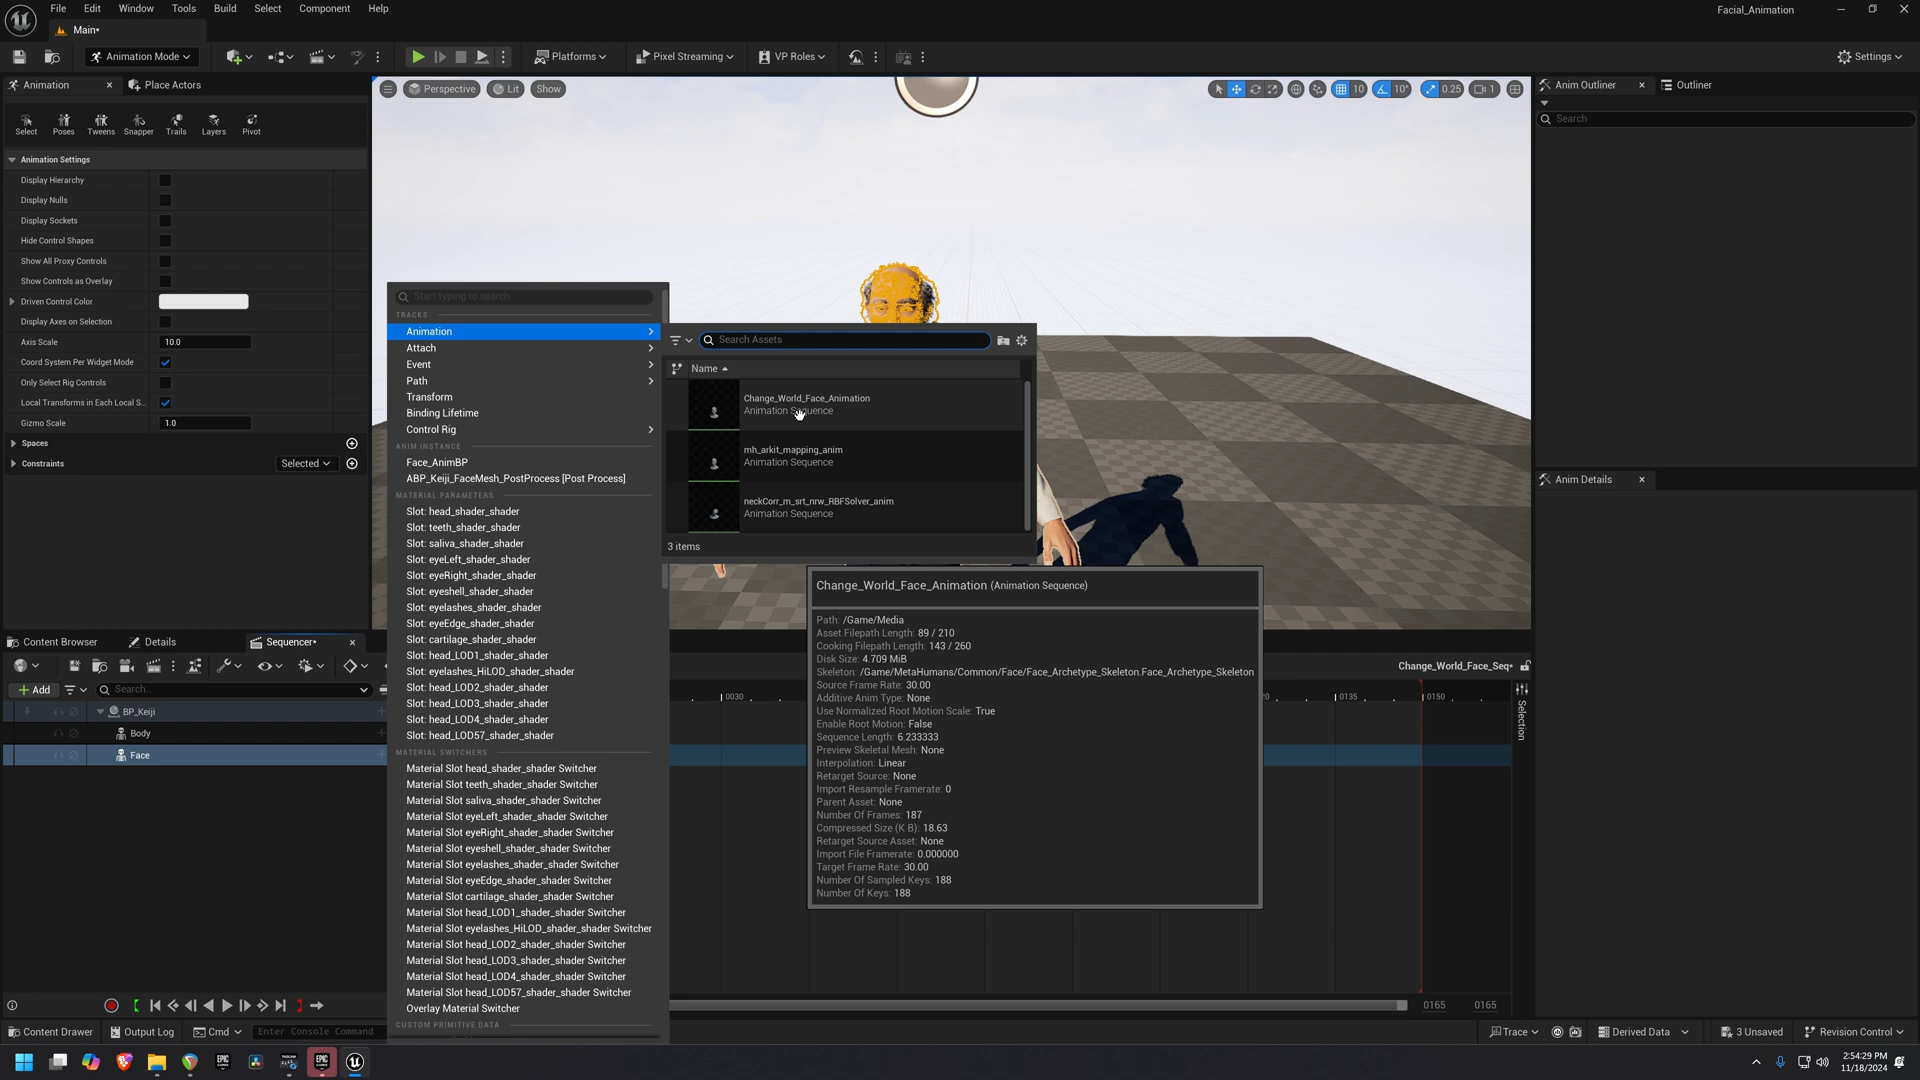 File Edit Window Tools Build Select Component Help
Facial_Animation
Main*
Animation Mode
Platforms
Pixel Streaming
VP Roles
Settings
Animation
Place Actors
Perspective
Lit
Show
10
10°
0.25
1
Anim Outliner
Outliner
Search
Select Poses Tweens Snapper Trails Layers Pivot
Animation Settings
Display Hierarchy
Display Nulls
Display Sockets
Hide Control Shapes
Show All Proxy Controls
Show Controls as Overlay
Driven Control Color
Display Axes on Selection
Axis Scale 10.0
Coord System Per Widget Mode
Only Select Rig Controls
Local Transforms in Each Local S...
Gizmo Scale 1.0
Spaces
Constraints
Selected
Start typing to search
TRACKS
Animation
Attach
Event
Path
Transform
Binding Lifetime
Control Rig
ANIM INSTANCE
Face_AnimBP
ABP_Keiji_FaceMesh_PostProcess [Post Process]
MATERIAL PARAMETERS
Slot: head_shader_shader
Slot: teeth_shader_shader
Slot: saliva_shader_shader
Slot: eyeLeft_shader_shader
Slot: eyeRight_shader_shader
Slot: eyeshell_shader_shader
Slot: eyelashes_shader_shader
Slot: eyeEdge_shader_shader
Slot: cartilage_shader_shader
Slot: head_LOD1_shader_shader
Slot: eyelashes_HiLOD_shader_shader
Slot: head_LOD2_shader_shader
Slot: head_LOD3_shader_shader
Slot: head_LOD4_shader_shader
Slot: head_LOD57_shader_shader
MATERIAL SWITCHERS
Material Slot head_shader_shader Switcher
Material Slot teeth_shader_shader Switcher
Material Slot saliva_shader_shader Switcher
Material Slot eyeLeft_shader_shader Switcher
Material Slot eyeRight_shader_shader Switcher
Material Slot eyeshell_shader_shader Switcher
Material Slot eyelashes_shader_shader Switcher
Material Slot eyeEdge_shader_shader Switcher
Material Slot cartilage_shader_shader Switcher
Material Slot head_LOD1_shader_shader Switcher
Material Slot eyelashes_HiLOD_shader_shader Switcher
Material Slot head_LOD2_shader_shader Switcher
Material Slot head_LOD3_shader_shader Switcher
Material Slot head_LOD4_shader_shader Switcher
Material Slot head_LOD57_shader_shader Switcher
Overlay Material Switcher
CUSTOM PRIMITIVE DATA
Search Assets
Name
Change_World_Face_Animation
Animation Sequence
mh_arkit_mapping_anim
Animation Sequence
neckCorr_m_srt_nrw_RBFSolver_anim
Animation Sequence
3 items
Change_World_Face_Animation (Animation Sequence)
Path: /Game/Media
Asset Filepath Length: 89 / 210
Cooking Filepath Length: 143 / 260
Disk Size: 4.709 MiB
Skeleton: /Game/MetaHumans/Common/Face/Face_Archetype_Skeleton.Face_Archetype_Skeleton
Source Frame Rate: 30.00
Additive Anim Type: None
Use Normalized Root Motion Scale: True
Enable Root Motion: False
Sequence Length: 6.233333
Preview Skeletal Mesh: None
Interpolation: Linear
Retarget Source: None
Import Resample Framerate: 0
Parent Asset: None
Number Of Frames: 187
Compressed Size (K B): 18.63
Retarget Source Asset: None
Import File Framerate: 0.000000
Target Frame Rate: 30.00
Number Of Sampled Keys: 188
Number Of Keys: 188
Anim Details
Content Browser
Details
Sequencer*
Change_World_Face_Seq*
Add
Search...
0030
20
0135
0150
Selection
BP_Keiji
Body
Face
0165
0165
Content Drawer
Output Log
Cmd
Enter Console Command
Trace
Derived Data
3 Unsaved
Revision Control
EPIC
GAMES
TASCAM
EPIC
GAMES
2:54:29 PM
11/18/2024